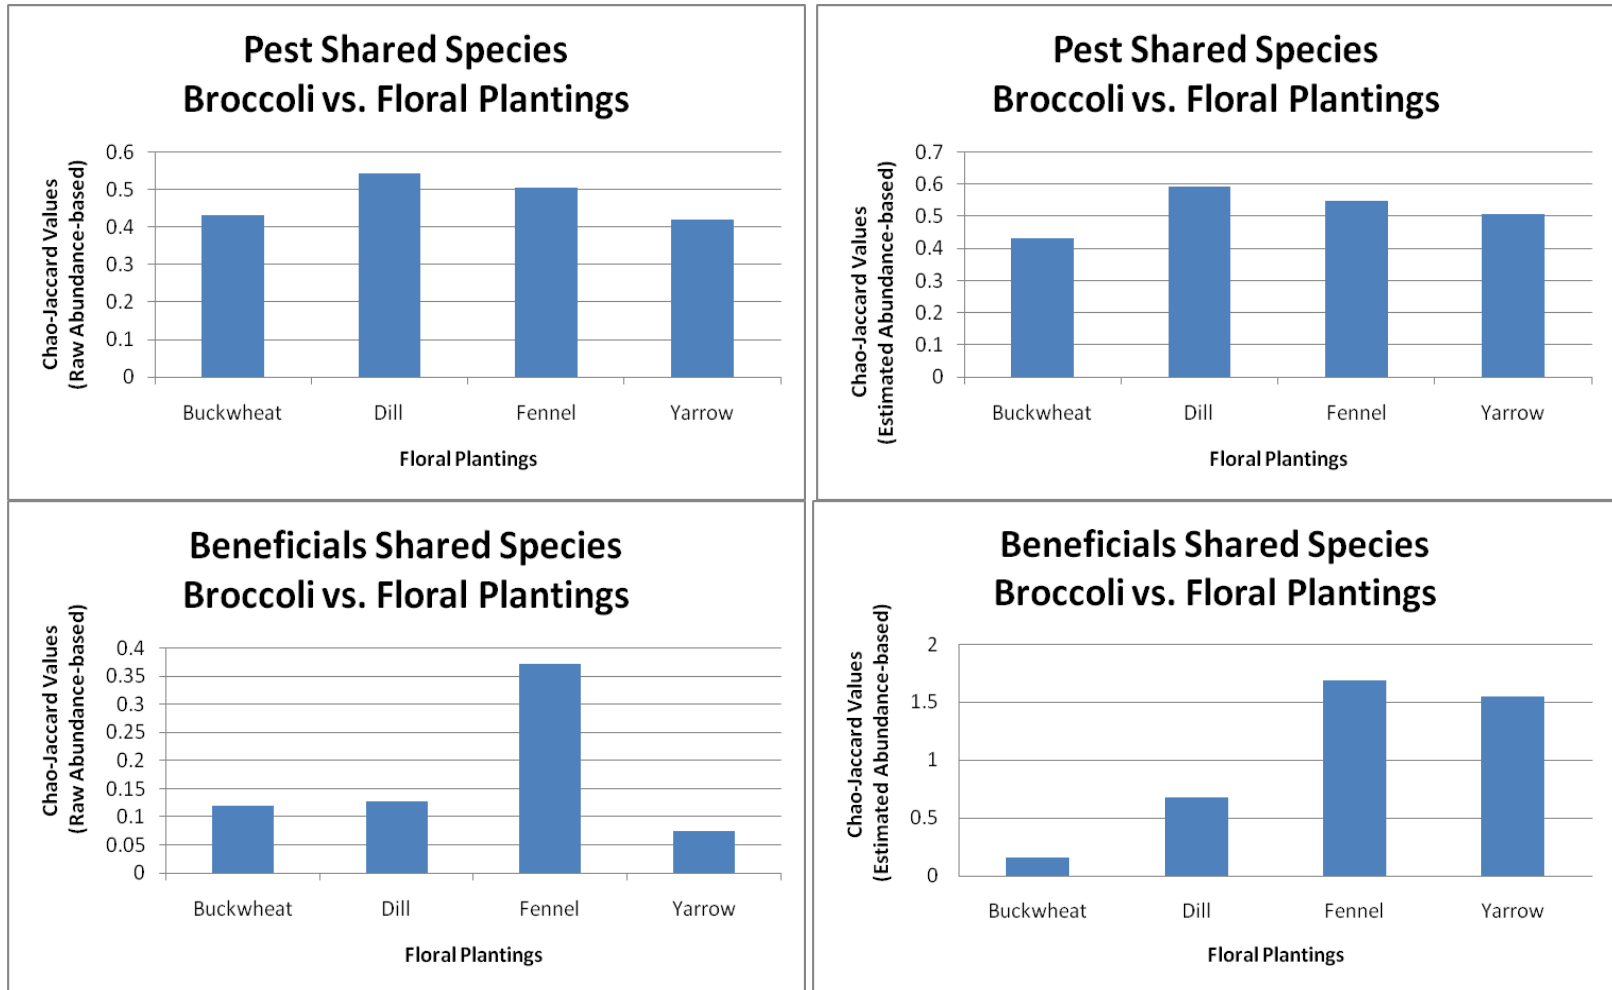 Pest Shared Species
Broccoli vs. Floral Plantings
Chao-Jaccard Values
(Raw Abundance-based)
0.6
0.5
0.4
0.3
0.2
0.1
0
Buckwheat Dill Fennel Yarrow
Floral Plantings
Pest Shared Species
Broccoli vs. Floral Plantings
Chao-Jaccard Values
(Estimated Abundance-based)
0.7
0.6
0.5
0.4
0.3
0.2
0.1
0
Buckwheat Dill Fennel Yarrow
Floral Plantings
Beneficials Shared Species
Broccoli vs. Floral Plantings
Chao-Jaccard Values
(Raw Abundance-based)
0.4
0.35
0.3
0.25
0.2
0.15
0.1
0.05
0
Buckwheat Dill Fennel Yarrow
Floral Plantings
Beneficials Shared Species
Broccoli vs. Floral Plantings
Chao-Jaccard Values
(Estimated Abundance-based)
2
1.5
1
0.5
0
Buckwheat Dill Fennel Yarrow
Floral Plantings